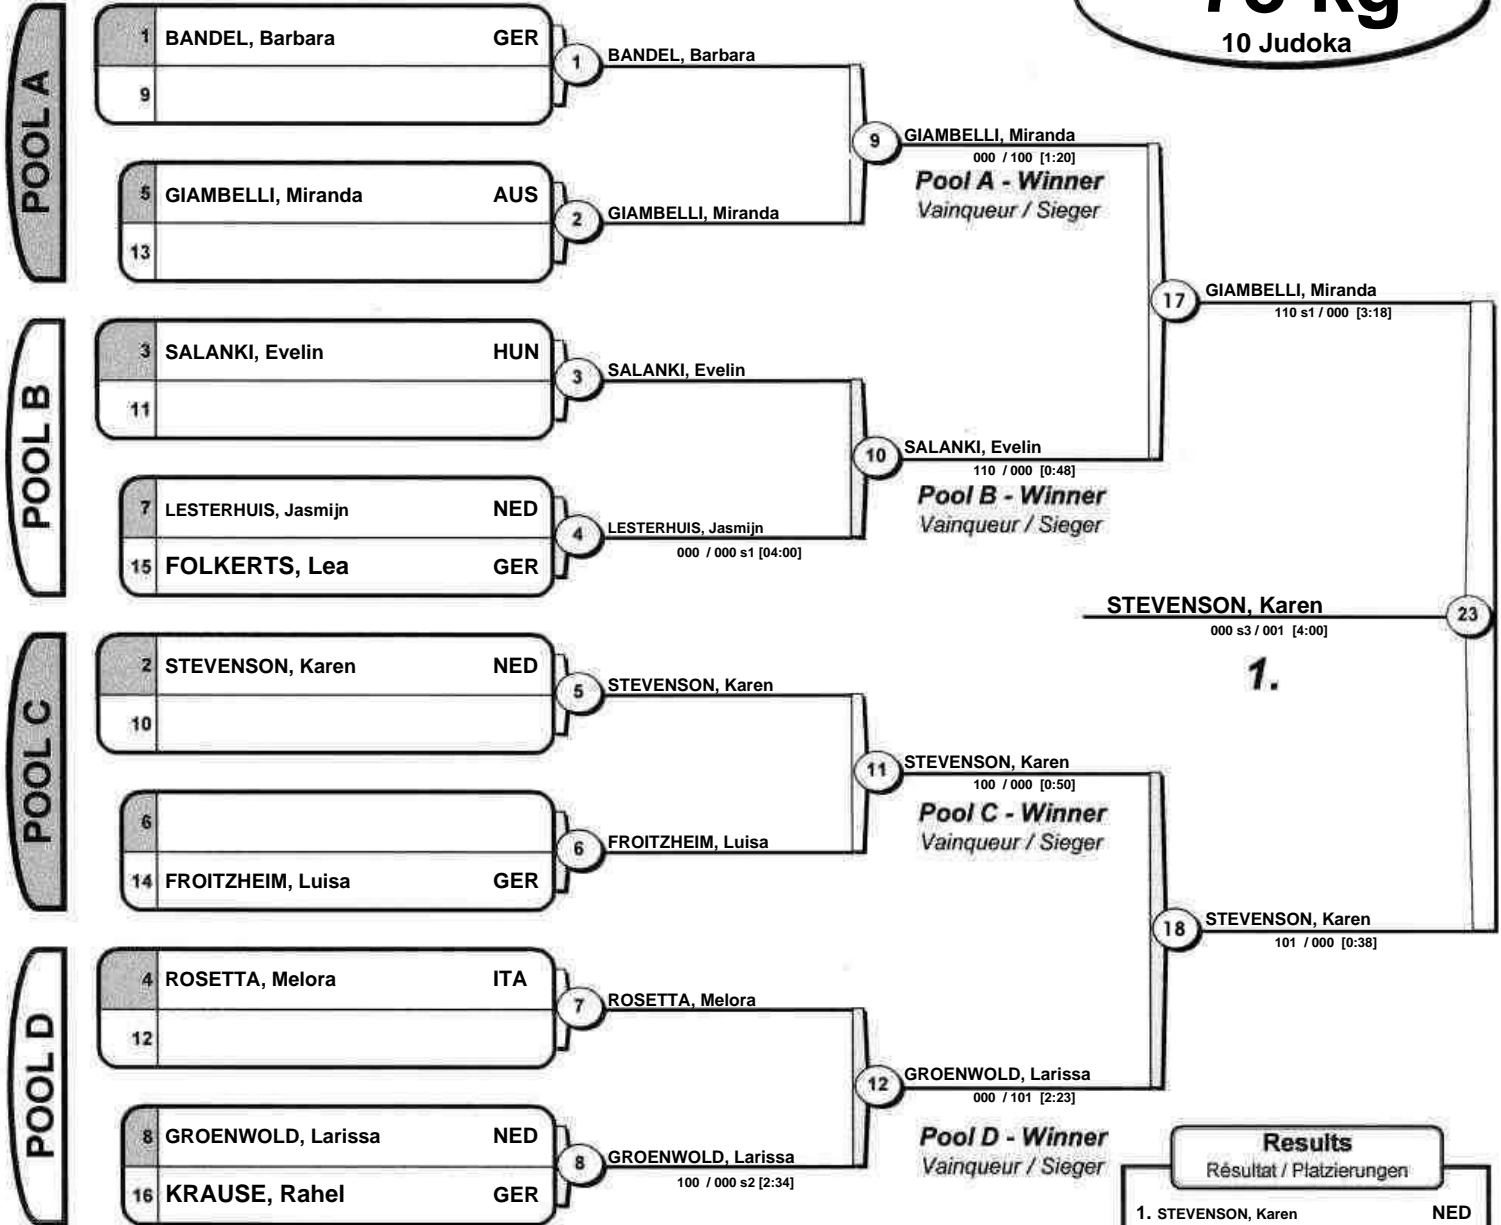 10 Judoka
POOL A
1 BANDEL, Barbara GER
9
1 BANDEL, Barbara
5 GIAMBELLI, Miranda AUS
13
2 GIAMBELLI, Miranda
9 GIAMBELLI, Miranda
000 / 100 [1:20]
Pool A - Winner
Vainqueur / Sieger
POOL B
3 SALANKI, Evelin HUN
11
3 SALANKI, Evelin
7 LESTERHUIS, Jasmijn NED
15 FOLKERTS, Lea GER
4 LESTERHUIS, Jasmijn
000 / 000 s1 [04:00]
10 SALANKI, Evelin
110 / 000 [0:48]
Pool B - Winner
Vainqueur / Sieger
17 GIAMBELLI, Miranda
110 s1 / 000 [3:18]
STEVENSON, Karen 23
000 s3 / 001 [4:00]
1.
POOL C
2 STEVENSON, Karen NED
10
5 STEVENSON, Karen
6
14 FROITZHEIM, Luisa GER
6 FROITZHEIM, Luisa
11 STEVENSON, Karen
100 / 000 [0:50]
Pool C - Winner
Vainqueur / Sieger
POOL D
4 ROSETTA, Melora ITA
12
7 ROSETTA, Melora
8 GROENWOLD, Larissa NED
16 KRAUSE, Rahel GER
8 GROENWOLD, Larissa
100 / 000 s2 [2:34]
12 GROENWOLD, Larissa
000 / 101 [2:23]
Pool D - Winner
Vainqueur / Sieger
18 STEVENSON, Karen
101 / 000 [0:38]
Results
Résultat / Platzierungen
1. STEVENSON, Karen NED